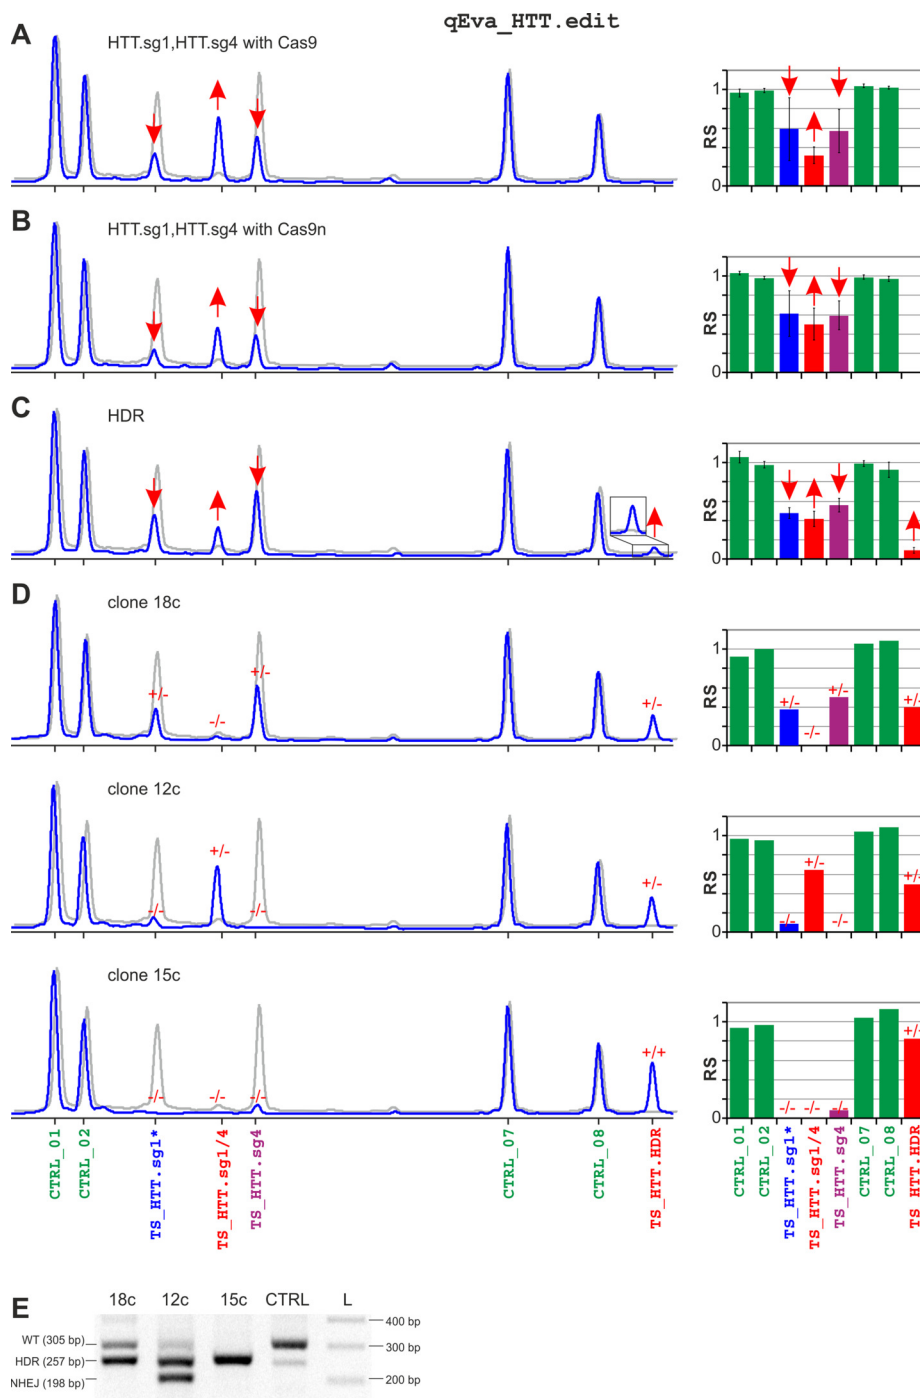 qEva_HTT.edit
A
HTT.sg1,HTT.sg4 with Cas9
RS
1
0
B
HTT.sg1,HTT.sg4 with Cas9n
RS
1
0
C
HDR
RS
1
0
D
clone 18c
+/-
-/-
+/-
+/-
RS
1
0
+/-
-/-
+/-
+/-
clone 12c
-/-
+/-
-/-
+/-
RS
1
0
-/-
+/-
-/-
+/-
clone 15c
-/-
-/-
-/-
+/+
RS
1
0
-/-
-/-
-/-
+/-
CTRL_01
CTRL_02
TS_HTT.sg1*
TS_HTT.sg1/4
TS_HTT.sg4
CTRL_07
CTRL_08
TS_HTT.HDR
CTRL_01
CTRL_02
TS_HTT.sg1*
TS_HTT.sg1/4
TS_HTT.sg4
CTRL_07
CTRL_08
TS_HTT.HDR
E
18c 12c 15c CTRL L
WT (305 bp)
HDR (257 bp)
NHEJ (198 bp)
400 bp
300 bp
200 bp